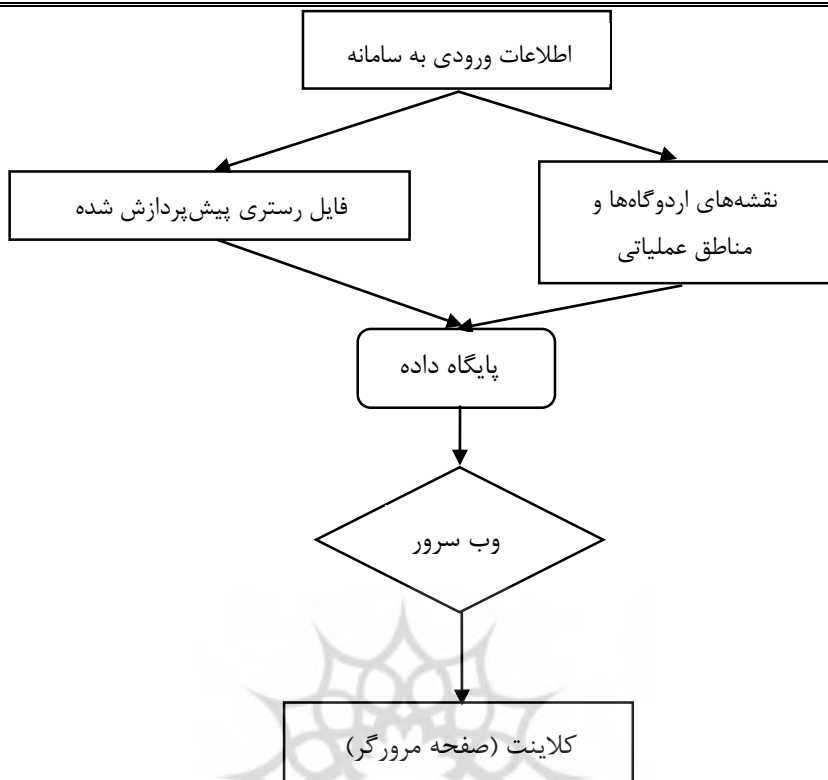 اطلاعات ورودی به سامانه
نقشه‌های اردوگاه‌ها و
مناطق عملیاتی
فایل رستری پیش‌پردازش شده
پایگاه داده
وب سرور
کلاینت (صفحه مرورگر)